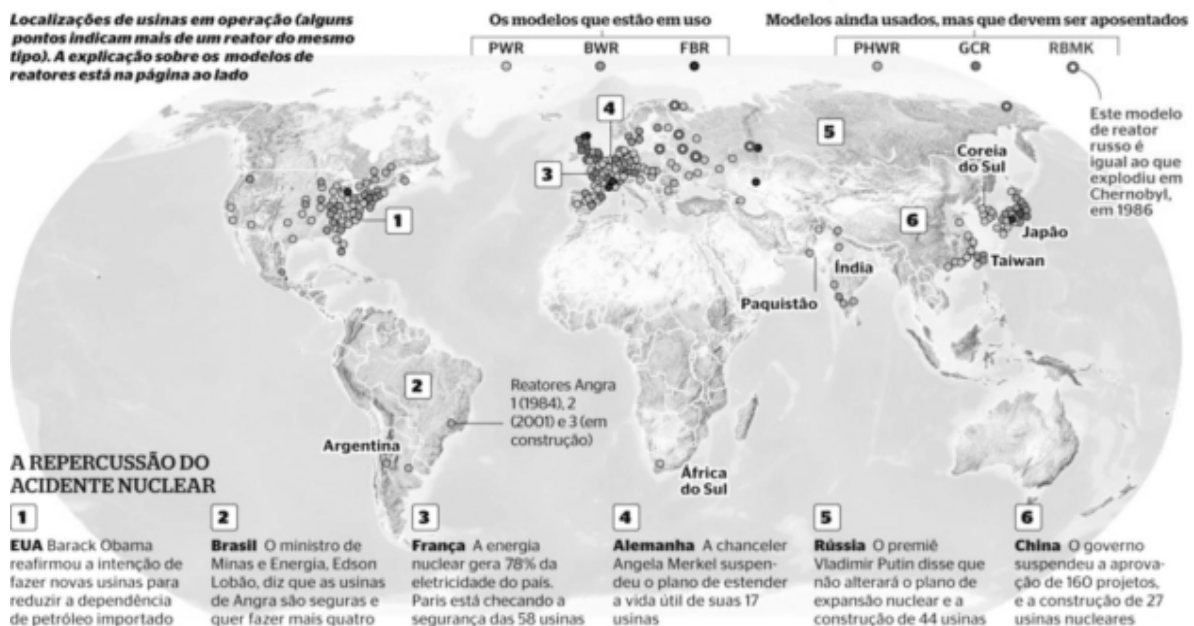 Localizações de usinas em operação (alguns
pontos indicam mais de um reator do mesmo
tipo). A explicação sobre os modelos de
reatores está na página ao lado
Os modelos que estão em uso
PWR BWR FBR
Modelos ainda usados, mas que devem ser aposentados
PHWR GCR RBMK
Este modelo
de reator
russo é
igual ao que
explodiu em
Chernobyl,
em 1986
4
3
5
1
6
Coreia
do Sul
Japão
Taiwan
Índia
Paquistão
2
Reatores Angra
1 (1984), 2
(2001) e 3 (em
construção)
Argentina
África
do Sul
A REPERCUSSÃO DO
ACIDENTE NUCLEAR
1
EUA Barack Obama
reafirmou a intenção de
fazer novas usinas para
reduzir a dependência
de petróleo importado
2
Brasil O ministro de
Minas e Energia, Edson
Lobão, diz que as usinas
de Angra são seguras e
quer fazer mais quatro
3
França A energia
nuclear gera 78% da
eletricidade do país.
Paris está checando a
segurança das 58 usinas
4
Alemanha A chanceler
Angela Merkel suspen-
deu o plano de estender
a vida útil de suas 17
usinas
5
Rússia O premiê
Vladimir Putin disse que
não alterará o plano de
expansão nuclear e a
construção de 44 usinas
6
China O governo
suspendeu a aprova-
ção de 160 projetos,
e a construção de 27
usinas nucleares